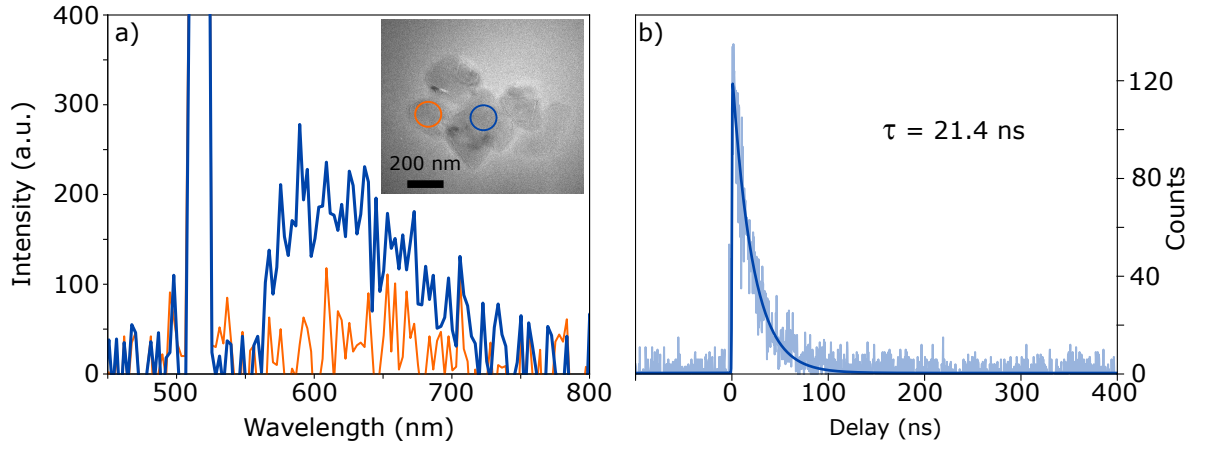 a)
400
300
200
100
0
Intensity (a.u.)
500 600 700 800
Wavelength (nm)
200 nm
b)
τ = 21.4 ns
120
80
40
0
Counts
0 100 200 300 400
Delay (ns)